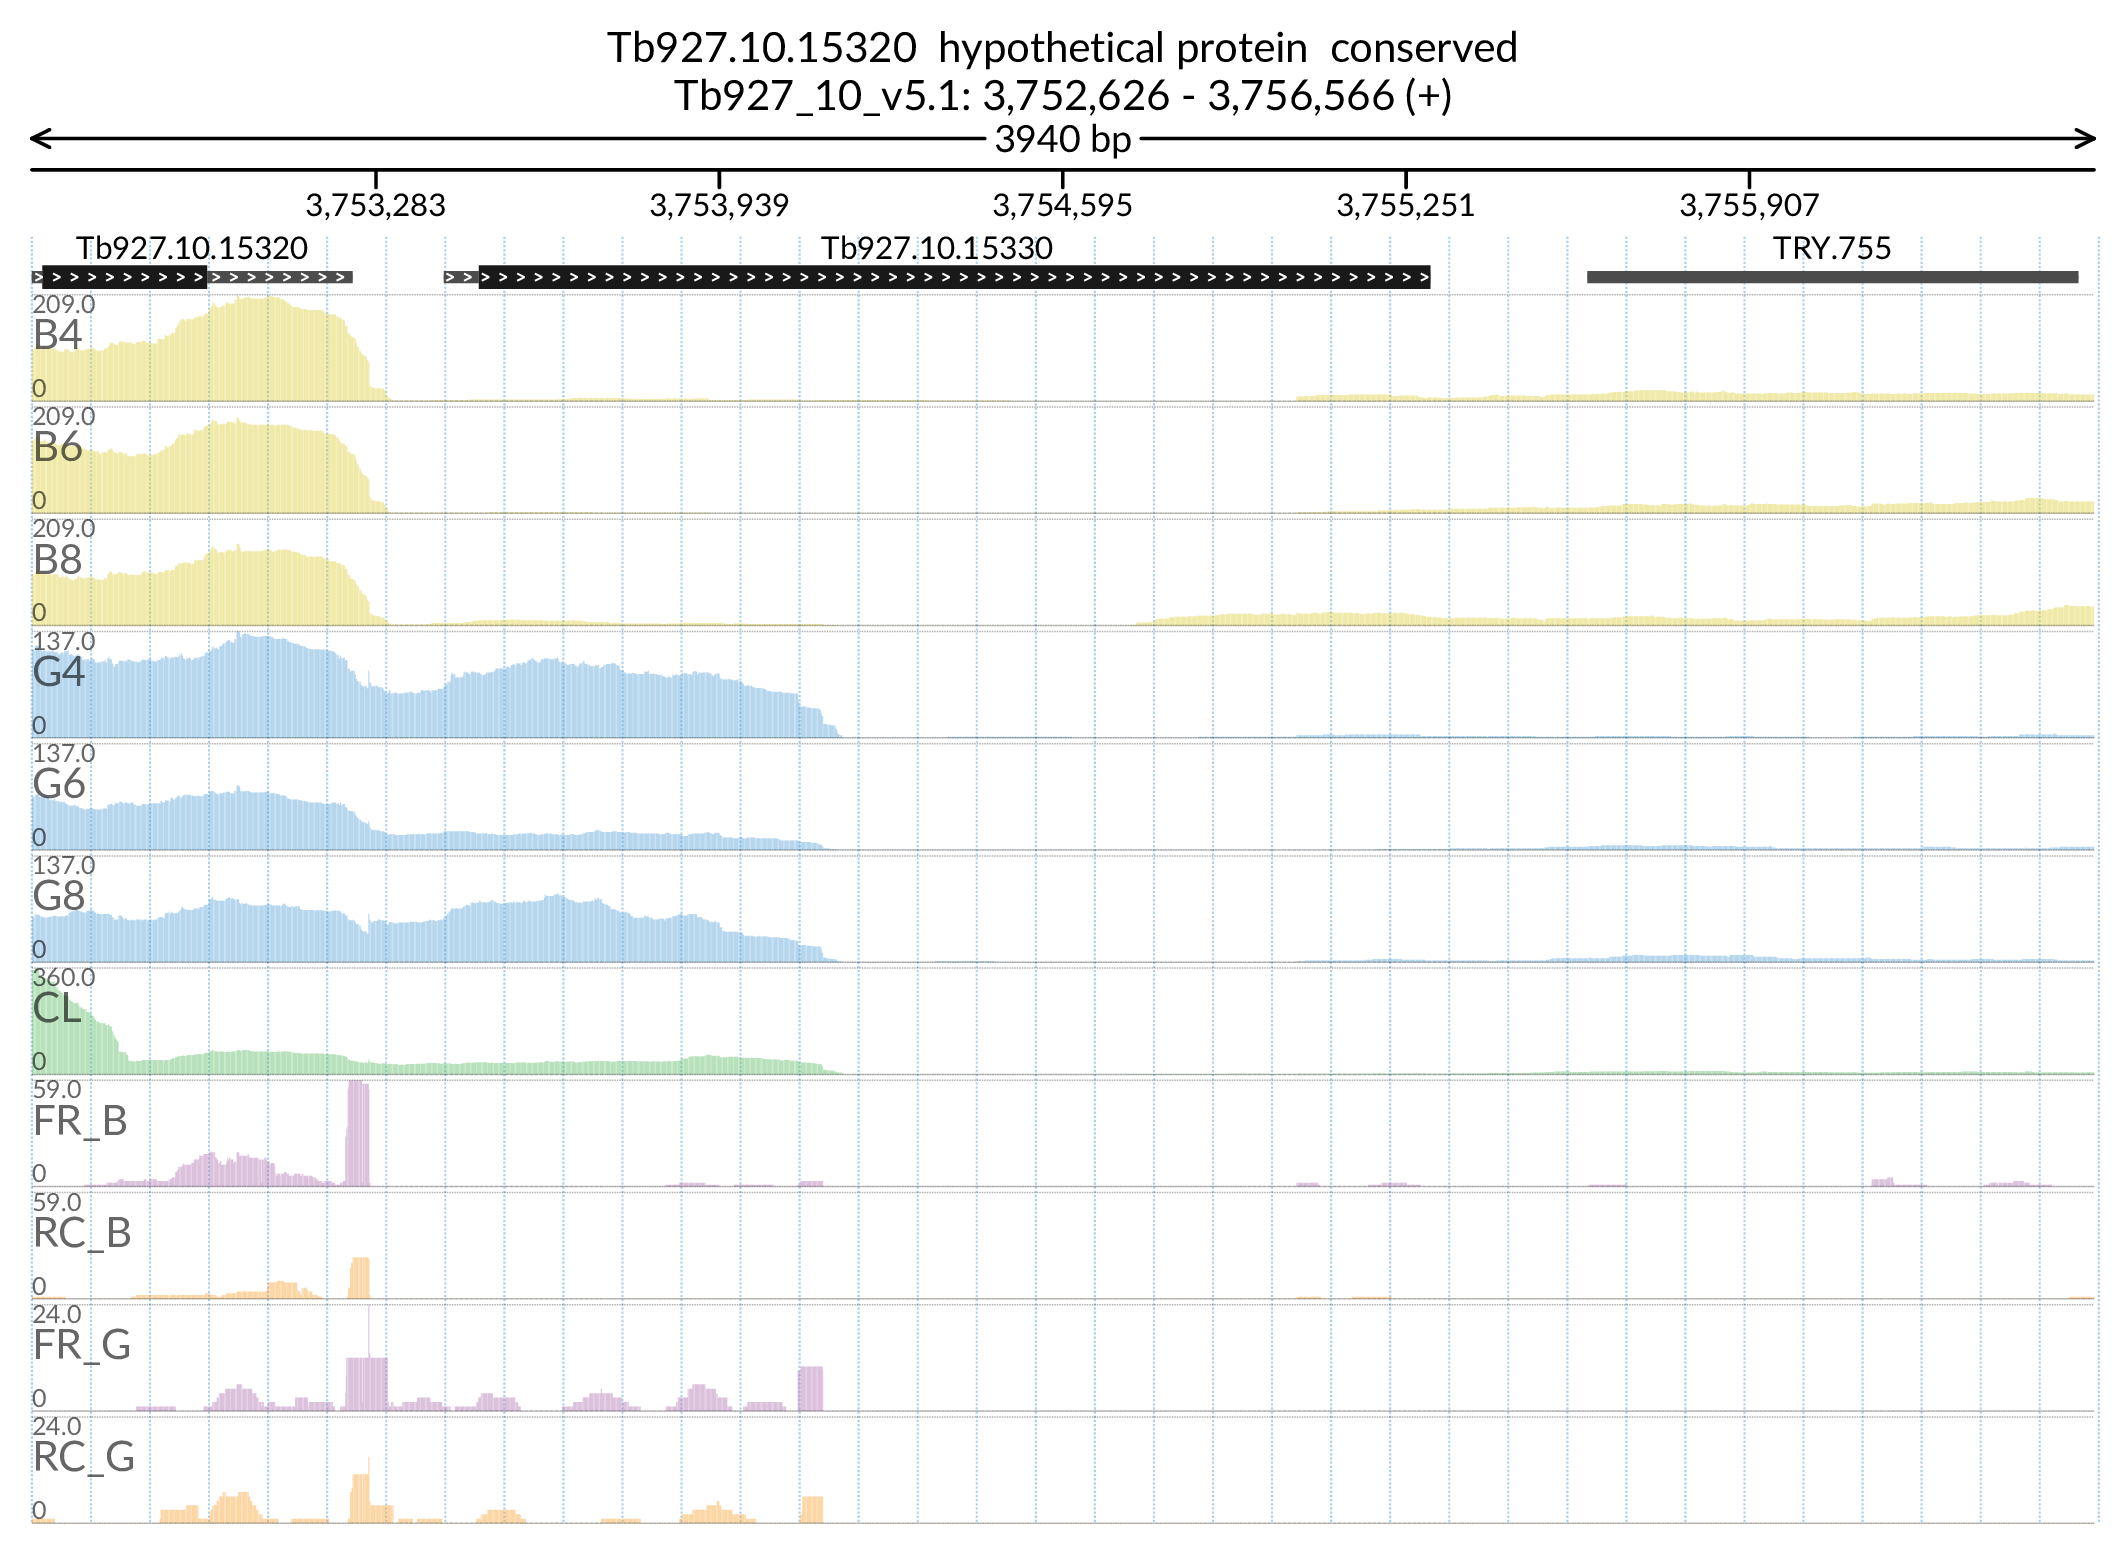 Tb927.10.15320  hypothetical protein  conserved
Tb927_10_v5.1: 3,752,626 - 3,756,566 (+)
3940 bp
3,753,283 3,753,939 3,754,595 3,755,251 3,755,907
Tb927.10.15320 Tb927.10.15330 TRY.755
209.0
B4
0
209.0
B6
0
209.0
B8
0
137.0
G4
0
137.0
G6
0
137.0
G8
0
360.0
CL
0
59.0
FR_B
0
59.0
RC_B
0
24.0
FR_G
0
24.0
RC_G
0